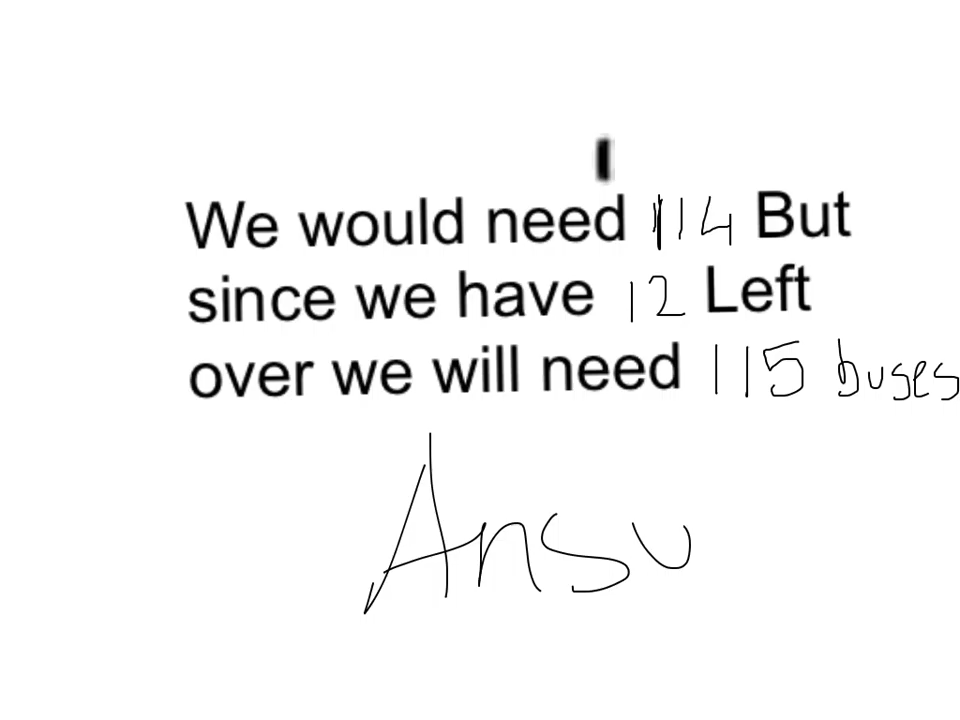 We would need 114 But
since we have 12 Left
over we will need 115 buses
Ansu